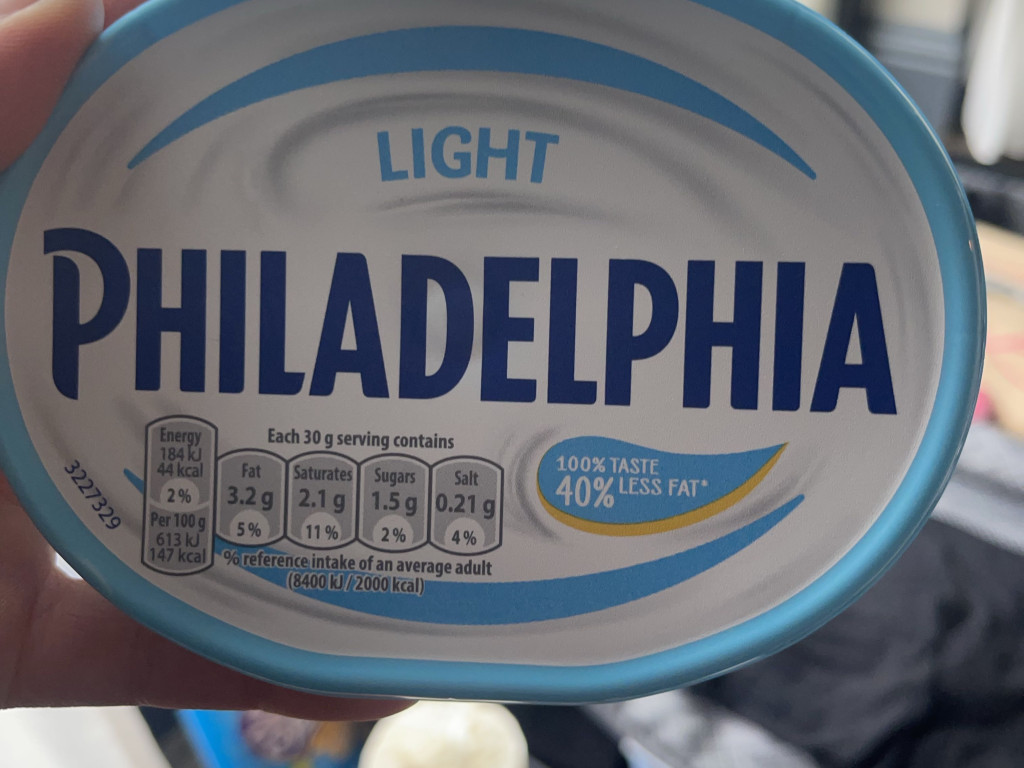 LIGHT
PHILADELPHIA
Energy
184 kJ
44 kcal
2%
Per 100 g
613 kJ
147 kcal
Each 30 g serving contains
Fat
3.2 g
5%
Saturates
2.1 g
11%
Sugars
1.5 g
2%
Salt
0.21 g
4%
% reference intake of an average adult
(8400 kJ / 2000 kcal)
100% TASTE
40% LESS FAT*
3227329